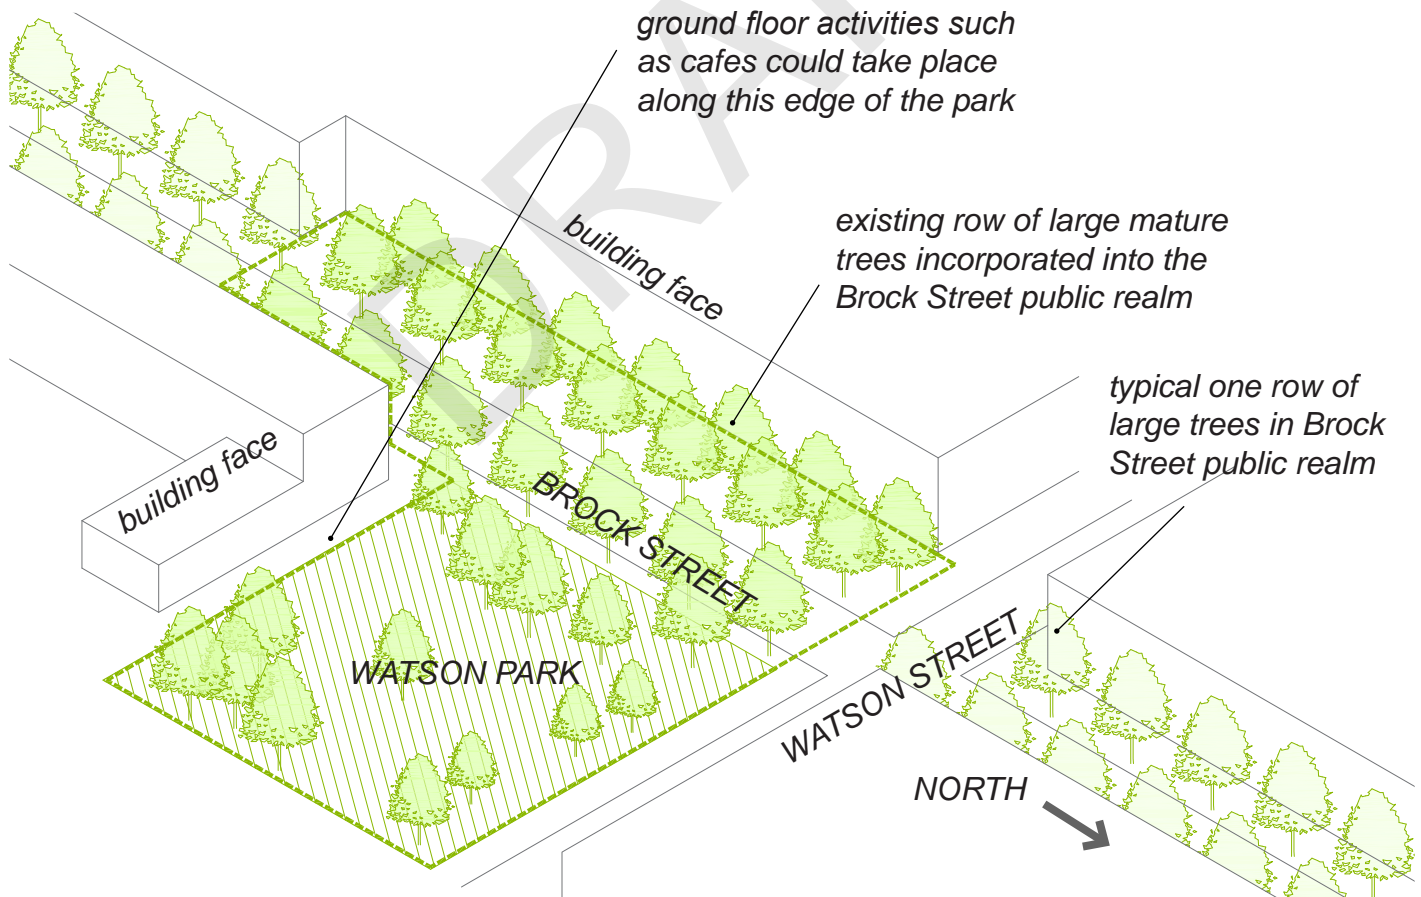 ground floor activities such
as cafes could take place
along this edge of the park
existing row of large mature
trees incorporated into the
Brock Street public realm
typical one row of
large trees in Brock
Street public realm
building face
building face
BROCK STREET
WATSON PARK
WATSON STREET
NORTH
DRA